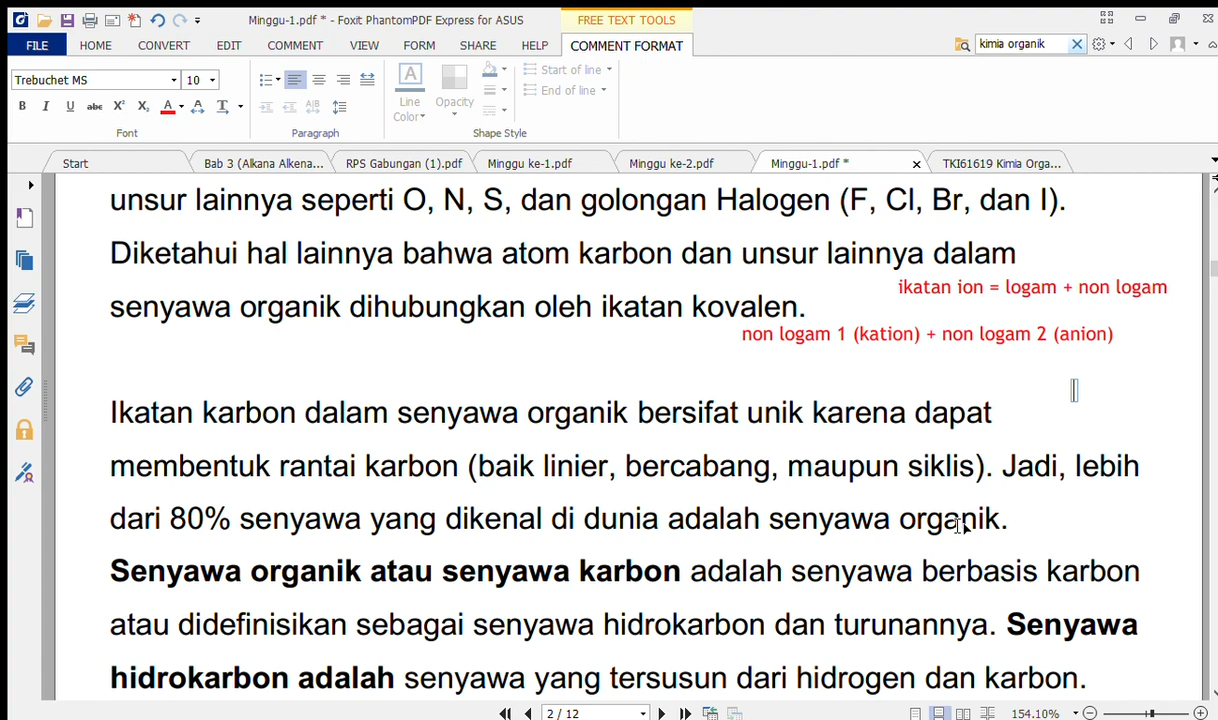 Minggu-1.pdf * - Foxit PhantomPDF Express for ASUS
FREE TEXT TOOLS
FILE HOME CONVERT EDIT COMMENT VIEW FORM SHARE HELP COMMENT FORMAT
kimia organik
Trebuchet MS 10
B I U abc X² X₂ A A T
Line Color
Opacity
Start of line
End of line
Font Paragraph Shape Style
Start Bab 3 (Alkana Alkena... RPS Gabungan (1).pdf Minggu ke-1.pdf Minggu ke-2.pdf Minggu-1.pdf * TKI61619 Kimia Orga...
unsur lainnya seperti O, N, S, dan golongan Halogen (F, Cl, Br, dan I).
Diketahui hal lainnya bahwa atom karbon dan unsur lainnya dalam
ikatan ion = logam + non logam
senyawa organik dihubungkan oleh ikatan kovalen.
non logam 1 (kation) + non logam 2 (anion)
Ikatan karbon dalam senyawa organik bersifat unik karena dapat
membentuk rantai karbon (baik linier, bercabang, maupun siklis). Jadi, lebih
dari 80% senyawa yang dikenal di dunia adalah senyawa organik.
Senyawa organik atau senyawa karbon adalah senyawa berbasis karbon
atau didefinisikan sebagai senyawa hidrokarbon dan turunannya. Senyawa
hidrokarbon adalah senyawa yang tersusun dari hidrogen dan karbon.
2 / 12 154.10%